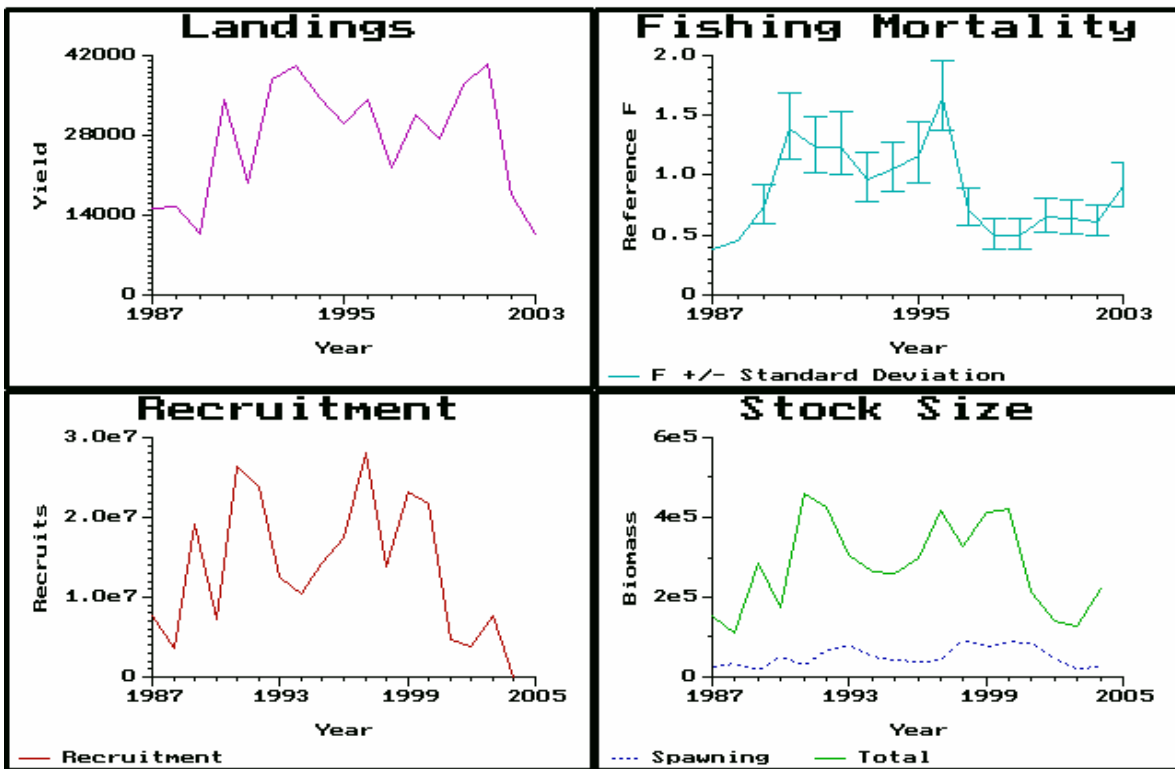 Landings
42000
28000
14000
0
Yield
1987 1995 2003
Year
Fishing Mortality
2.0
1.5
1.0
0.5
0
Reference F
1987 1995 2003
Year
F +/- Standard Deviation
Recruitment
3.0e7
2.0e7
1.0e7
0
Recruits
1987 1993 1999 2005
Year
Recruitment
Stock Size
6e5
4e5
2e5
0
Biomass
1987 1993 1999 2005
Year
Spawning Total